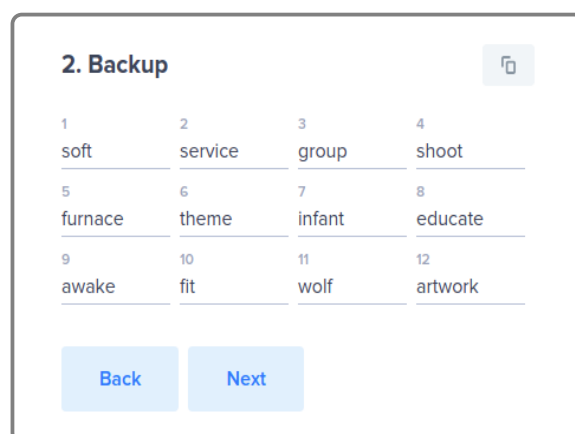 2. Backup
1 2 3 4
soft service group shoot
5 6 7 8
furnace theme infant educate
9 10 11 12
awake fit wolf artwork
Back Next